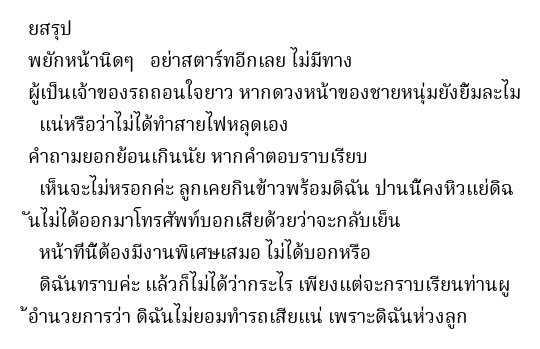 ยสรุป
พยักหน้านิดๆ   อย่าสตาร์ทอีกเลย ไม่มีทาง
ผู้เป็นเจ้าของรถถอนใจยาว หากดวงหน้าของชายหนุ่มยังยิ้มละไม
แน่หรือว่าไม่ได้ทำสายไฟหลุดเอง
คำถามยอกย้อนเกินนัย หากคำตอบราบเรียบ
เห็นจะไม่หรอกค่ะ ลูกเคยกินข้าวพร้อมดิฉัน ปานนี้คงหิวแย่ดิฉ
ันไม่ได้ออกมาโทรศัพท์บอกเสียด้วยว่าจะกลับเย็น
หน้าที่นี้ต้องมีงานพิเศษเสมอ ไม่ได้บอกหรือ
ดิฉันทราบค่ะ แล้วก็ไม่ได้ว่ากระไร เพียงแต่จะกราบเรียนท่านผู
้อำนวยการว่า ดิฉันไม่ยอมทำรถเสียแน่ เพราะดิฉันห่วงลูก